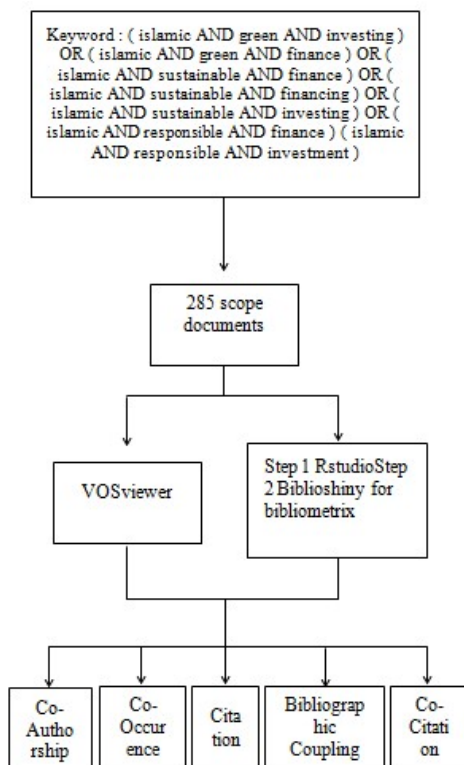 Keyword : ( islamic AND green AND investing )
OR ( islamic AND green AND finance ) OR (
islamic AND sustainable AND finance ) OR (
islamic AND sustainable AND financing ) OR (
islamic AND sustainable AND investing ) OR (
islamic AND responsible AND finance ) ( islamic
AND responsible AND investment )
285 scope
documents
VOSviewer
Step 1 RstudioStep
2 Biblioshiny for
bibliometrix
Co-
Autho
rship
Co-
Occur
ence
Cita
tion
Bibliograp
hic
Coupling
Co-
Citati
on